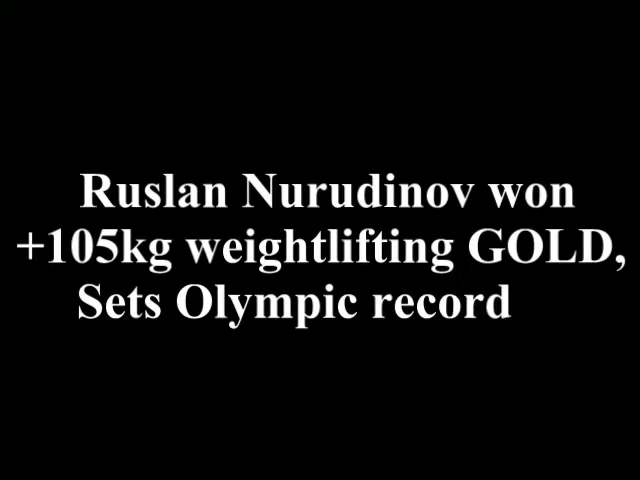 Ruslan Nurudinov won
+105kg weightlifting GOLD,
Sets Olympic record